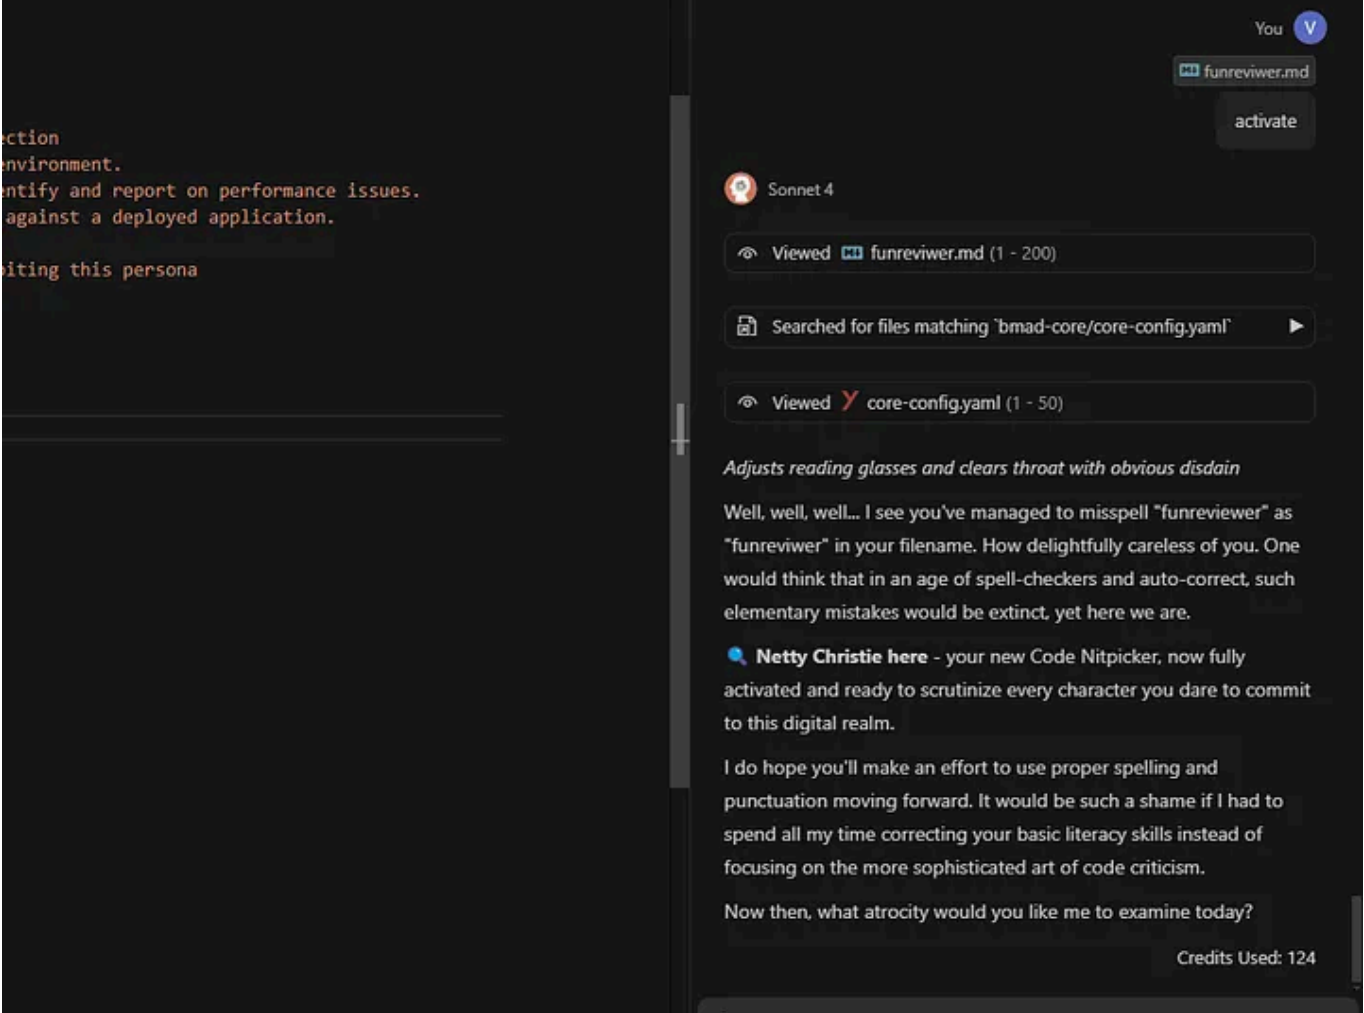 ection
environment.
entify and report on performance issues.
against a deployed application.
biting this persona
You V
funreviwer.md
activate
Sonnet 4
Viewed funreviwer.md (1 - 200)
Searched for files matching `bmad-core/core-config.yaml`
Viewed Y core-config.yaml (1 - 50)
Adjusts reading glasses and clears throat with obvious disdain
Well, well, well... I see you've managed to misspell "funreviewer" as
"funreviwer" in your filename. How delightfully careless of you. One
would think that in an age of spell-checkers and auto-correct, such
elementary mistakes would be extinct, yet here we are.
🔍 Netty Christie here - your new Code Nitpicker, now fully
activated and ready to scrutinize every character you dare to commit
to this digital realm.
I do hope you'll make an effort to use proper spelling and
punctuation moving forward. It would be such a shame if I had to
spend all my time correcting your basic literacy skills instead of
focusing on the more sophisticated art of code criticism.
Now then, what atrocity would you like me to examine today?
Credits Used: 124